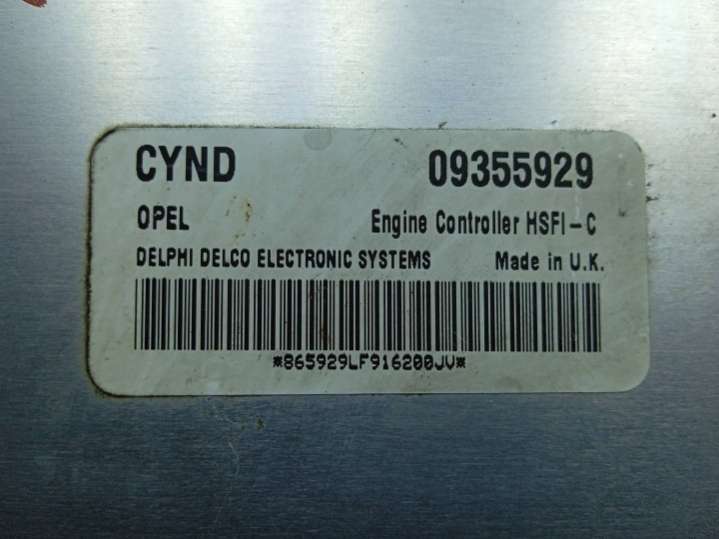 CYND 09355929
OPEL Engine Controller HSFI-C
DELPHI DELCO ELECTRONIC SYSTEMS Made in U.K.
*865929LF916200JV*